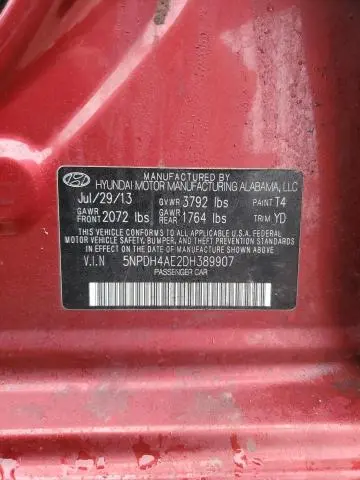 MANUFACTURED BY
HYUNDAI MOTOR MANUFACTURING ALABAMA, LLC
Jul/29/13 GVWR 3792 lbs PAINT T4
GAWR FRONT 2072 lbs GAWR REAR 1764 lbs TRIM YD
THIS VEHICLE CONFORMS TO ALL APPLICABLE U.S.A. FEDERAL
MOTOR VEHICLE SAFETY, BUMPER, AND THEFT PREVENTION
STANDARDS IN EFFECT ON THE DATE OF MANUFACTURE SHOWN ABOVE.
V.I.N 5NPDH4AE2DH389907
PASSENGER CAR